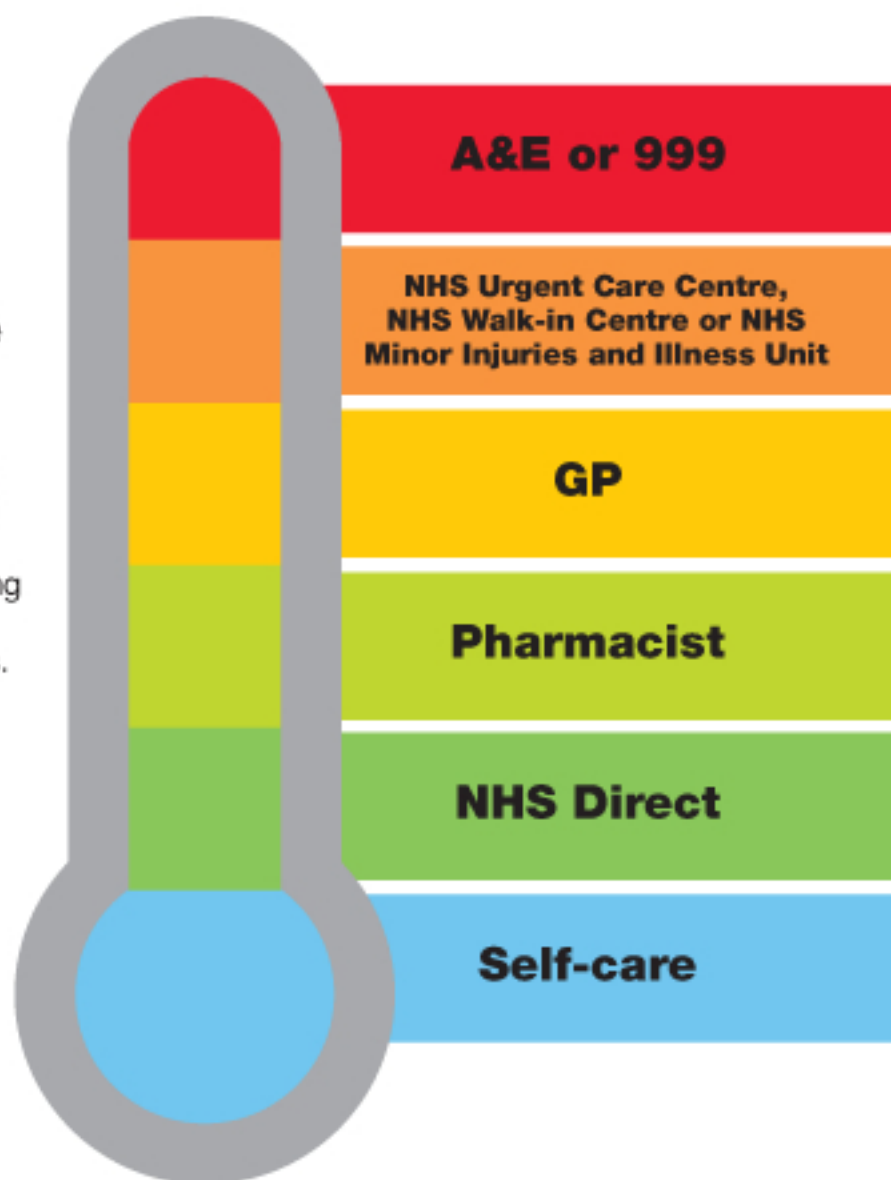 A&E or 999
NHS Urgent Care Centre,
NHS Walk-in Centre or NHS
Minor Injuries and Illness Unit
GP
Pharmacist
NHS Direct
Self-care